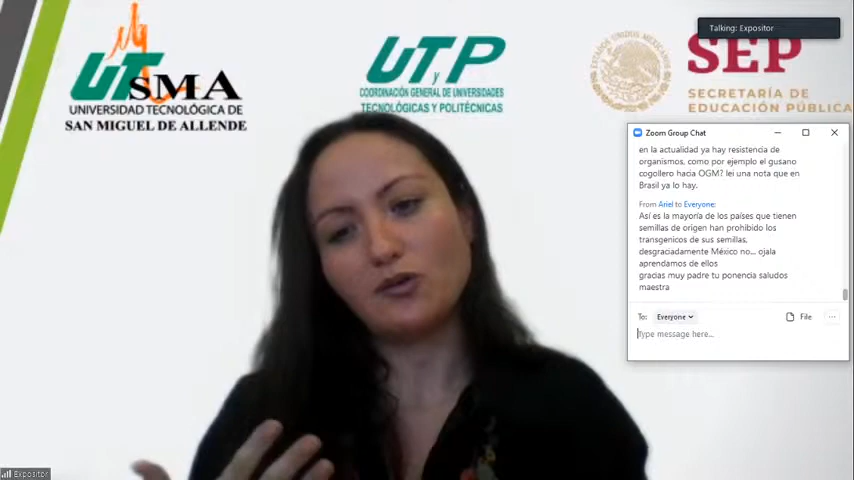 Talking: Expositor
UTSMA
UNIVERSIDAD TECNOLÓGICA DE
SAN MIGUEL DE ALLENDE
UTyP
COORDINACIÓN GENERAL DE UNIVERSIDADES
TECNOLÓGICAS Y POLITÉCNICAS
ESTADOS UNIDOS MEXICANOS
SEP
SECRETARÍA DE
EDUCACIÓN PÚBLICA
Zoom Group Chat
en la actualidad ya hay resistencia de
organismos, como por ejemplo el gusano
cogollero hacia OGM? lei una nota que en
Brasil ya lo hay.
From Ariel to Everyone:
Así es la mayoría de los países que tienen
semillas de origen han prohibido los
transgenicos de sus semillas,
desgraciadamente México no... ojala
aprendamos de ellos
gracias muy padre tu ponencia saludos
maestra
To: Everyone
File
Type message here...
Expositor